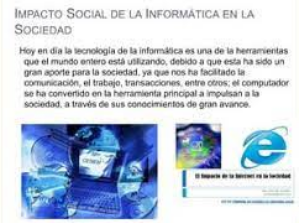 IMPACTO SOCIAL DE LA INFORMÁTICA EN LA
SOCIEDAD
Hoy en día la tecnología de la informática es una de la herramientas
que el mundo entero está utilizando, debido a que esta ha sido un
gran aporte para la sociedad, ya que nos ha facilitado la
comunicación, el trabajo, transacciones, entre otros; el computador
se ha convertido en la herramienta principal a impulsan a la
sociedad, a través de sus conocimientos de gran avance.
El Impacto de la Internet en la Sociedad